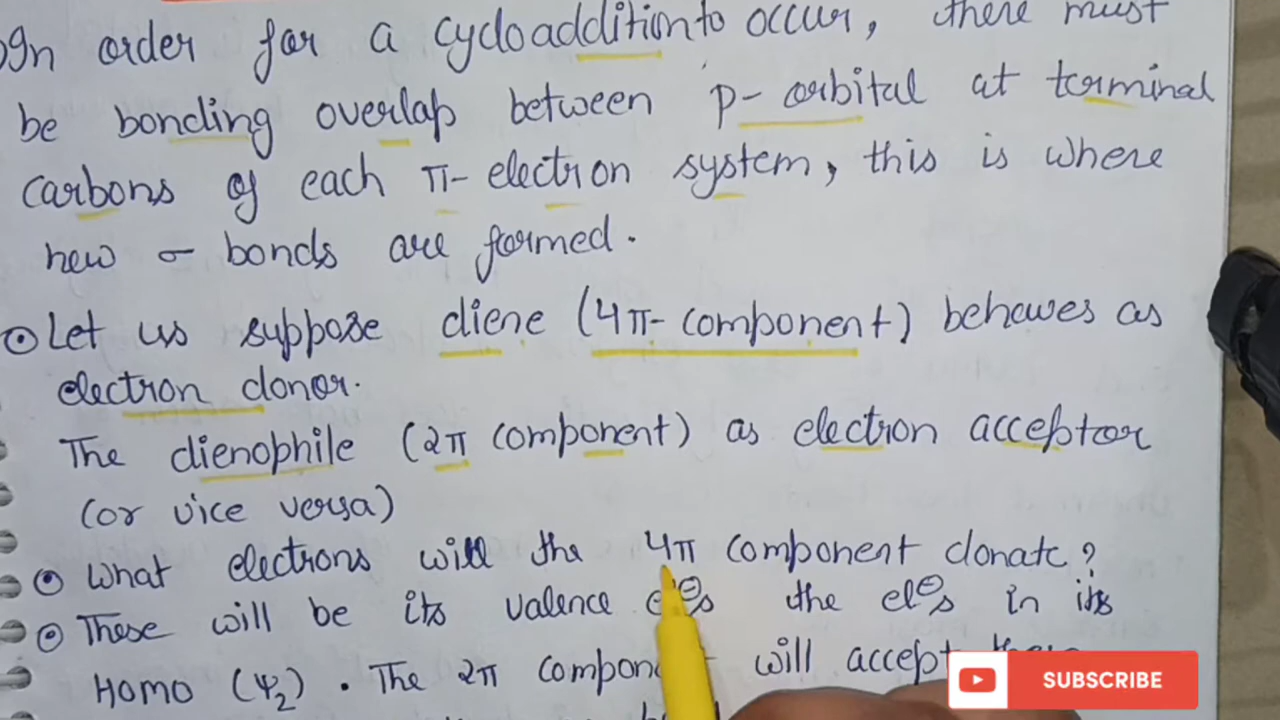 In order for a cycloaddition to occur, there must
be bonding overlap between p-orbital at terminal
carbons of each π-electron system, this is where
new σ- bonds are formed.
⊙ Let us suppose diene (4π-component) behaves as
electron donor.
The dienophile (2π component) as electron acceptor
(or vice versa)
⊙ What electrons will the 4π component donate?
⊙ These will be its valence el⊖s the el⊖s in its
Homo (Ψ2). The 2π compon will accept
SUBSCRIBE